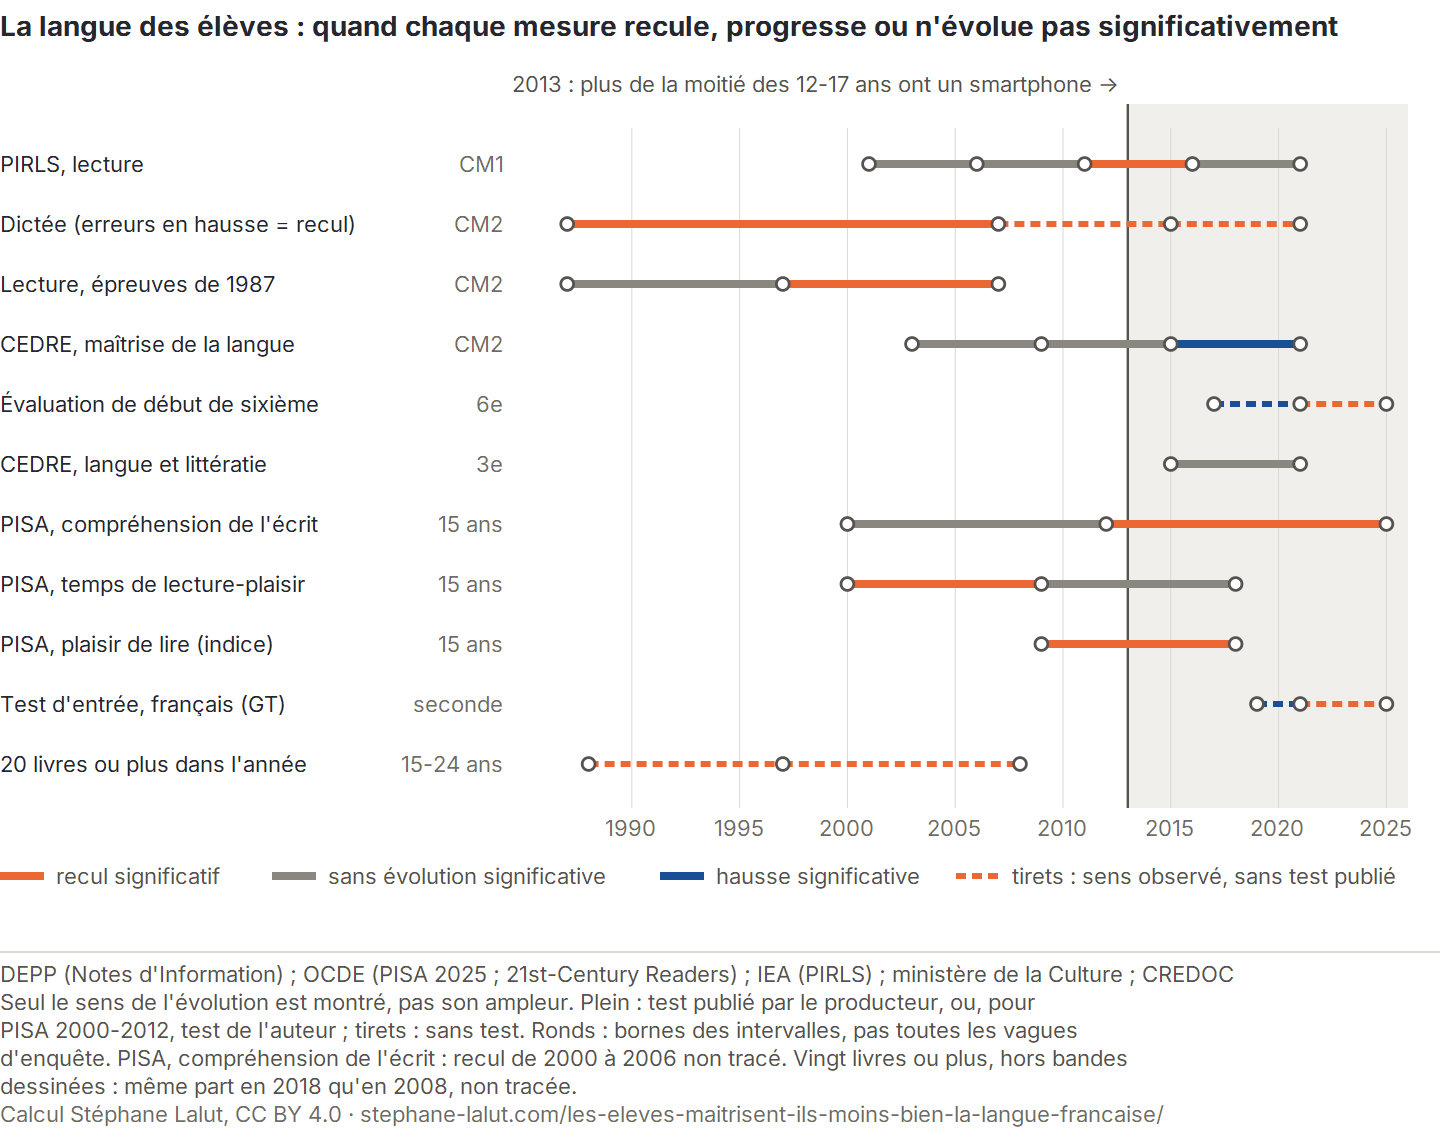 La langue des élèves : quand chaque mesure recule, progresse ou n'évolue pas significativement
2013 : plus de la moitié des 12-17 ans ont un smartphone →
PIRLS, lecture CM1
Dictée (erreurs en hausse = recul) CM2
Lecture, épreuves de 1987 CM2
CEDRE, maîtrise de la langue CM2
Évaluation de début de sixième 6e
CEDRE, langue et littératie 3e
PISA, compréhension de l'écrit 15 ans
PISA, temps de lecture-plaisir 15 ans
PISA, plaisir de lire (indice) 15 ans
Test d'entrée, français (GT) seconde
20 livres ou plus dans l'année 15-24 ans
1990 1995 2000 2005 2010 2015 2020 2025
recul significatif sans évolution significative hausse significative tirets : sens observé, sans test publié
DEPP (Notes d'Information) ; OCDE (PISA 2025 ; 21st-Century Readers) ; IEA (PIRLS) ; ministère de la Culture ; CREDOC
Seul le sens de l'évolution est montré, pas son ampleur. Plein : test publié par le producteur, ou, pour
PISA 2000-2012, test de l'auteur ; tirets : sans test. Ronds : bornes des intervalles, pas toutes les vagues
d'enquête. PISA, compréhension de l'écrit : recul de 2000 à 2006 non tracé. Vingt livres ou plus, hors bandes
dessinées : même part en 2018 qu'en 2008, non tracée.
Calcul Stéphane Lalut, CC BY 4.0 · stephane-lalut.com/les-eleves-maitrisent-ils-moins-bien-la-langue-francaise/